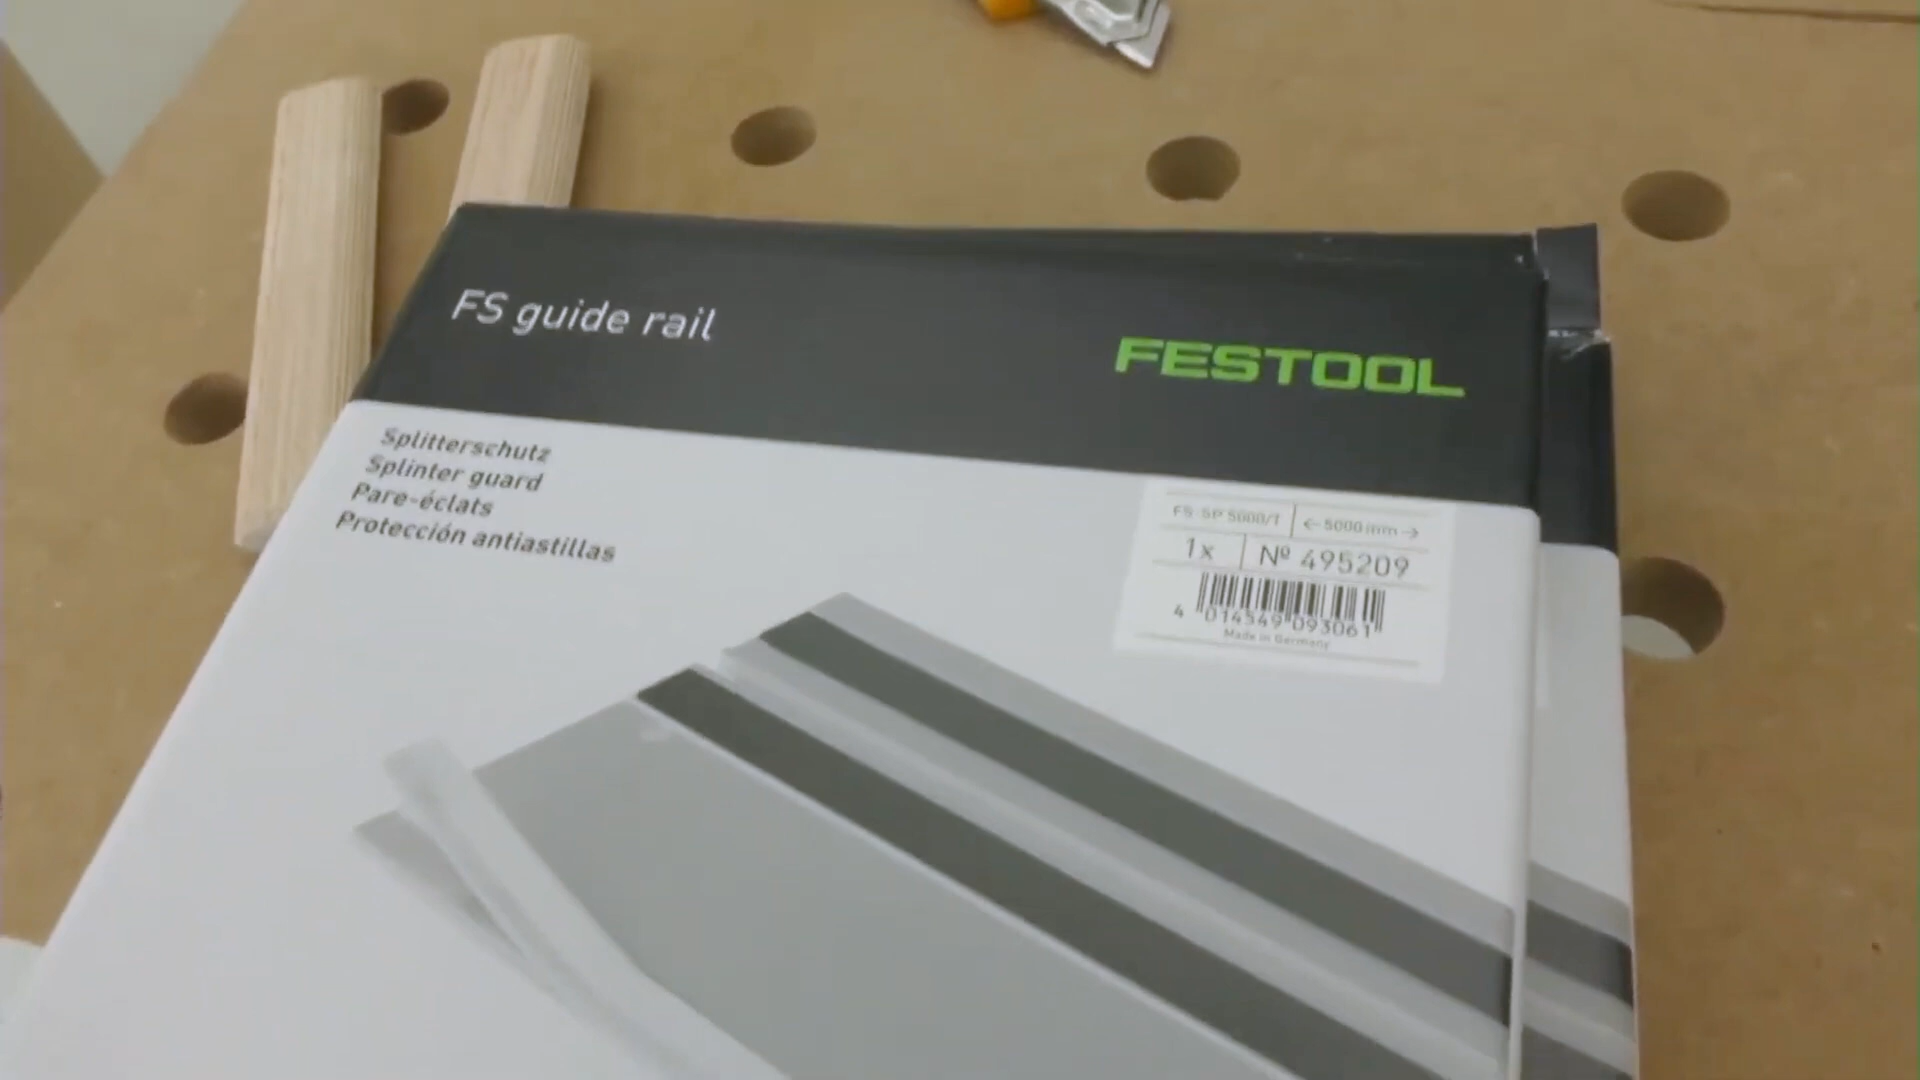 FS guide rail
FESTOOL
Splitterschutz
Splinter guard
Pare-éclats
Protección antiastillas
FS-SP 5000/T
←5000 mm→
1x
Nº 495209
4 014549 093061
Made in Germany